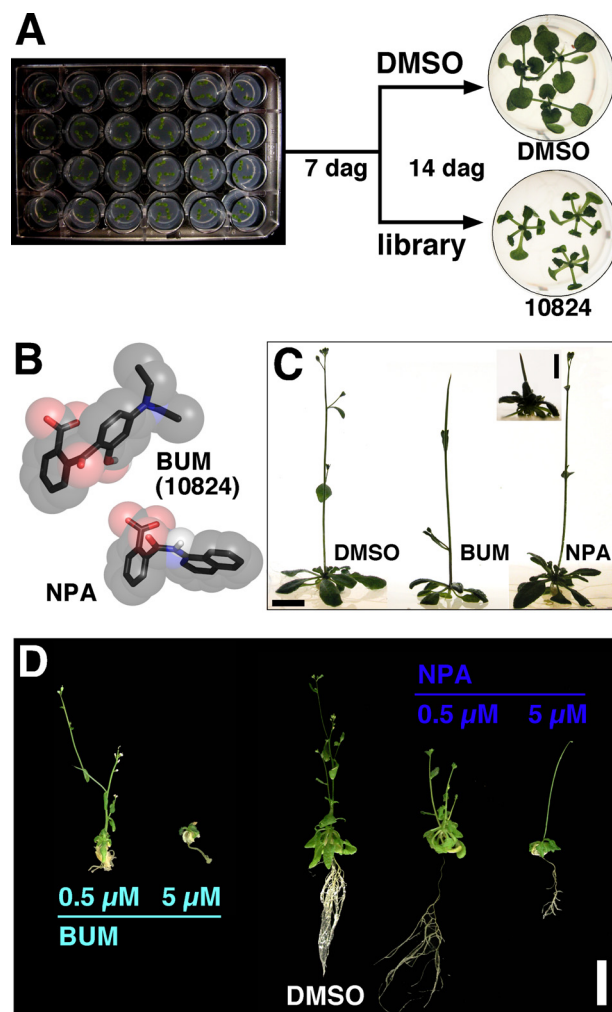 A
DMSO
7 dag
14 dag
library
DMSO
10824
B
BUM
(10824)
NPA
C
DMSO
BUM
NPA
D
NPA
0.5 µM 5 µM
0.5 µM 5 µM
BUM
DMSO